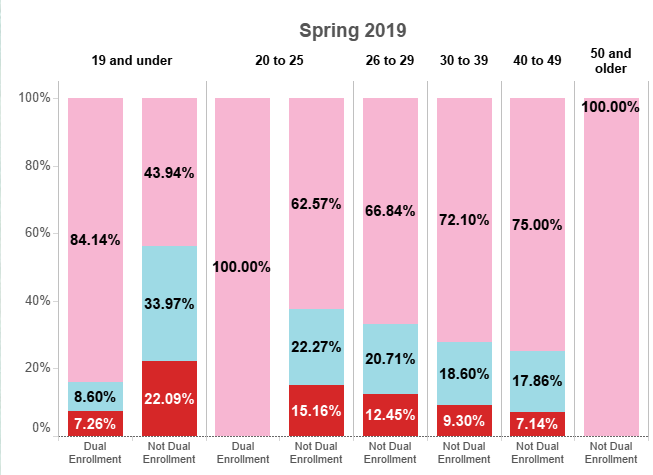 Spring 2019
19 and under
20 to 25
26 to 29
30 to 39
40 to 49
50 and
older
100%
80%
60%
40%
20%
0%
84.14%
8.60%
7.26%
43.94%
33.97%
22.09%
100.00%
62.57%
22.27%
15.16%
66.84%
20.71%
12.45%
72.10%
18.60%
9.30%
75.00%
17.86%
7.14%
100.00%
Dual
Enrollment
Not Dual
Enrollment
Dual
Enrollment
Not Dual
Enrollment
Not Dual
Enrollment
Not Dual
Enrollment
Not Dual
Enrollment
Not Dual
Enrollment